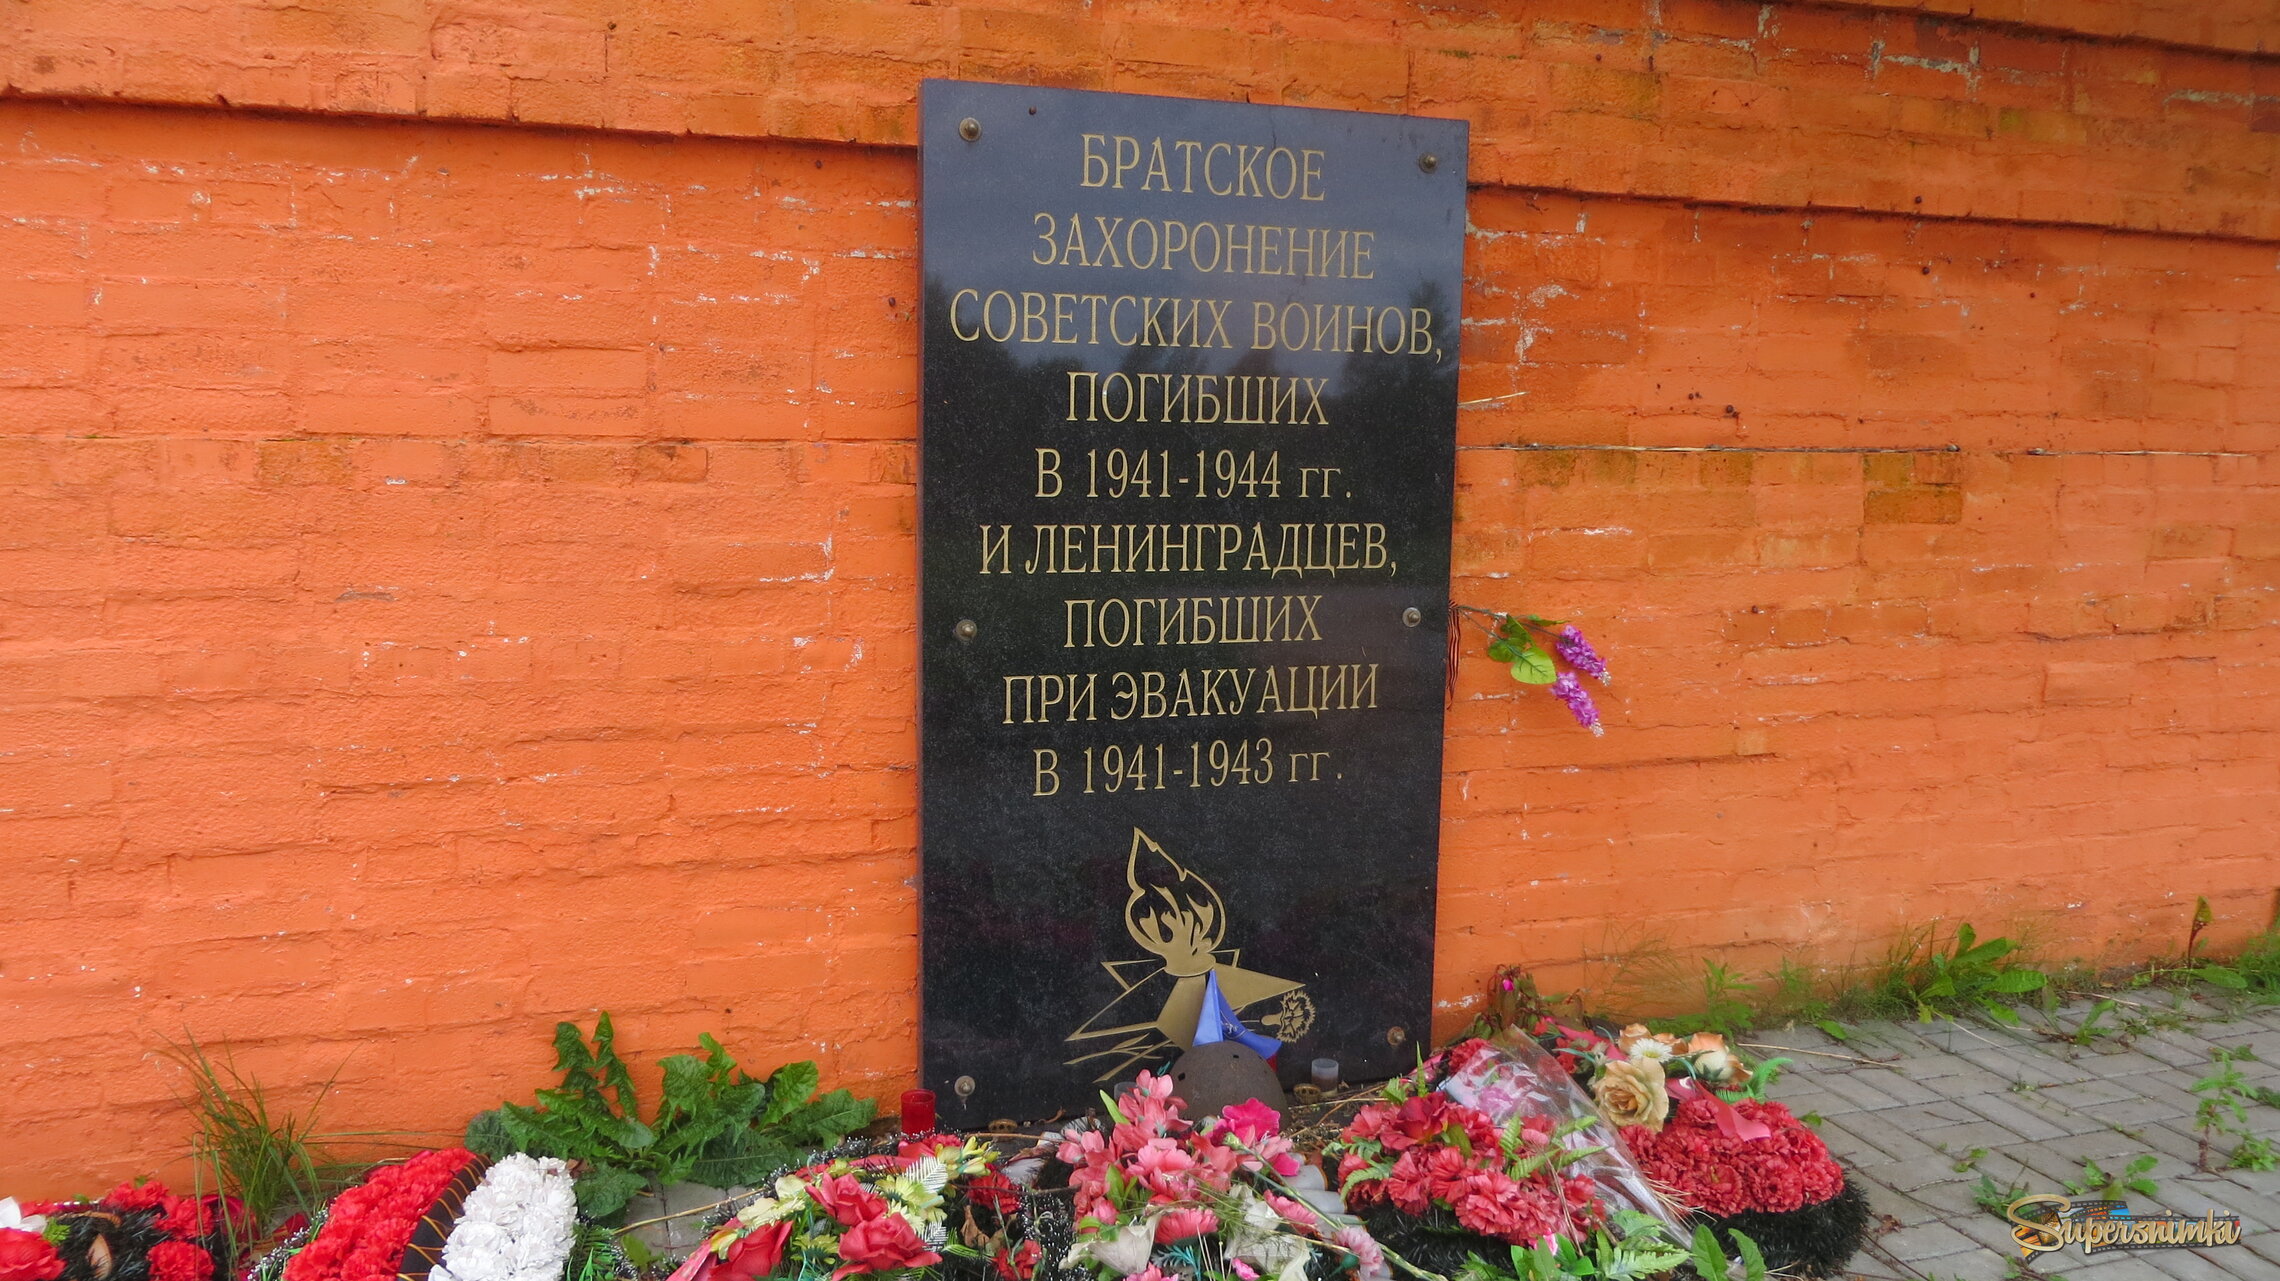 БРАТСКОЕ
ЗАХОРОНЕНИЕ
СОВЕТСКИХ ВОИНОВ,
ПОГИБШИХ
В 1941-1944 гг.
И ЛЕНИНГРАДЦЕВ,
ПОГИБШИХ
ПРИ ЭВАКУАЦИИ
В 1941-1943 гг.
Supersnimki